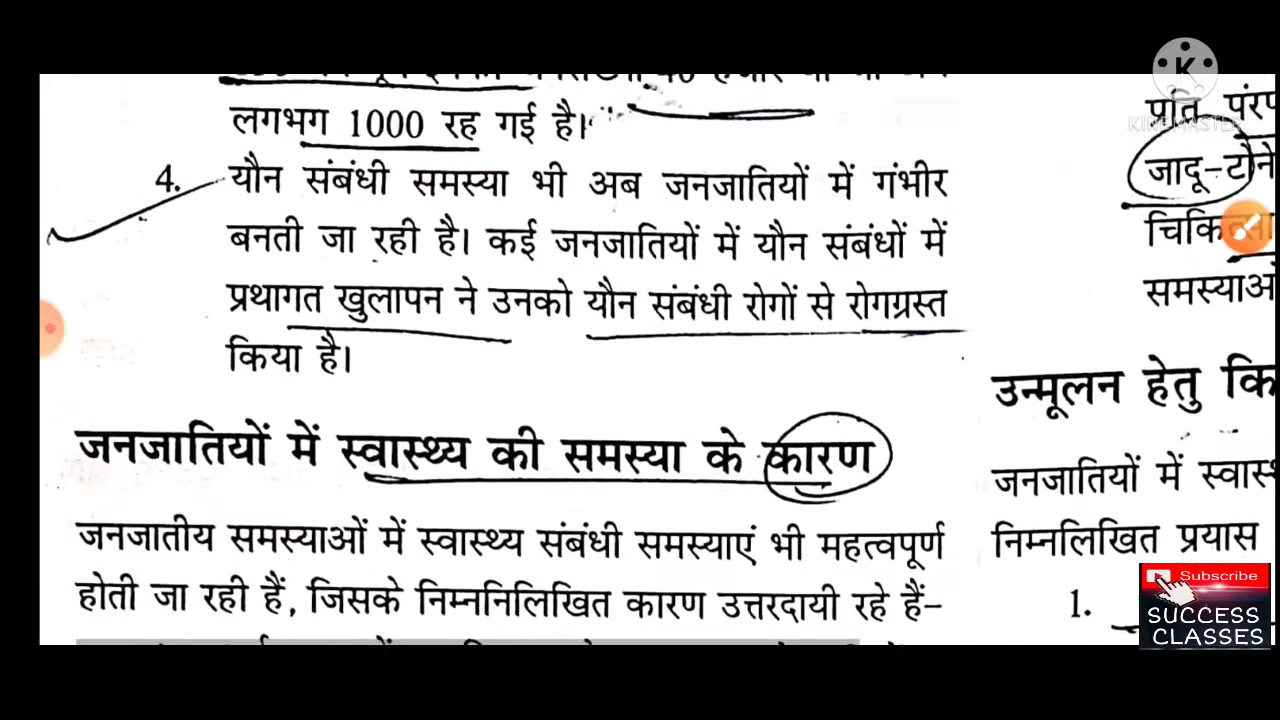 लगभग 1000 रह गई है।
4. यौन संबंधी समस्या भी अब जनजातियों में गंभीर
बनती जा रही है। कई जनजातियों में यौन संबंधों में
प्रथागत खुलापन ने उनको यौन संबंधी रोगों से रोगग्रस्त
किया है।
जनजातियों में स्वास्थ्य की समस्या के कारण
जनजातीय समस्याओं में स्वास्थ्य संबंधी समस्याएं भी महत्वपूर्ण
होती जा रही हैं, जिसके निम्ननिलिखित कारण उत्तरदायी रहे हैं-
K
KINEMASTER
जादू-टोने
उन्मूलन हेतु
जनजातियों में
निम्नलिखित प्रयास
1.
Subscribe
SUCCESS
CLASSES